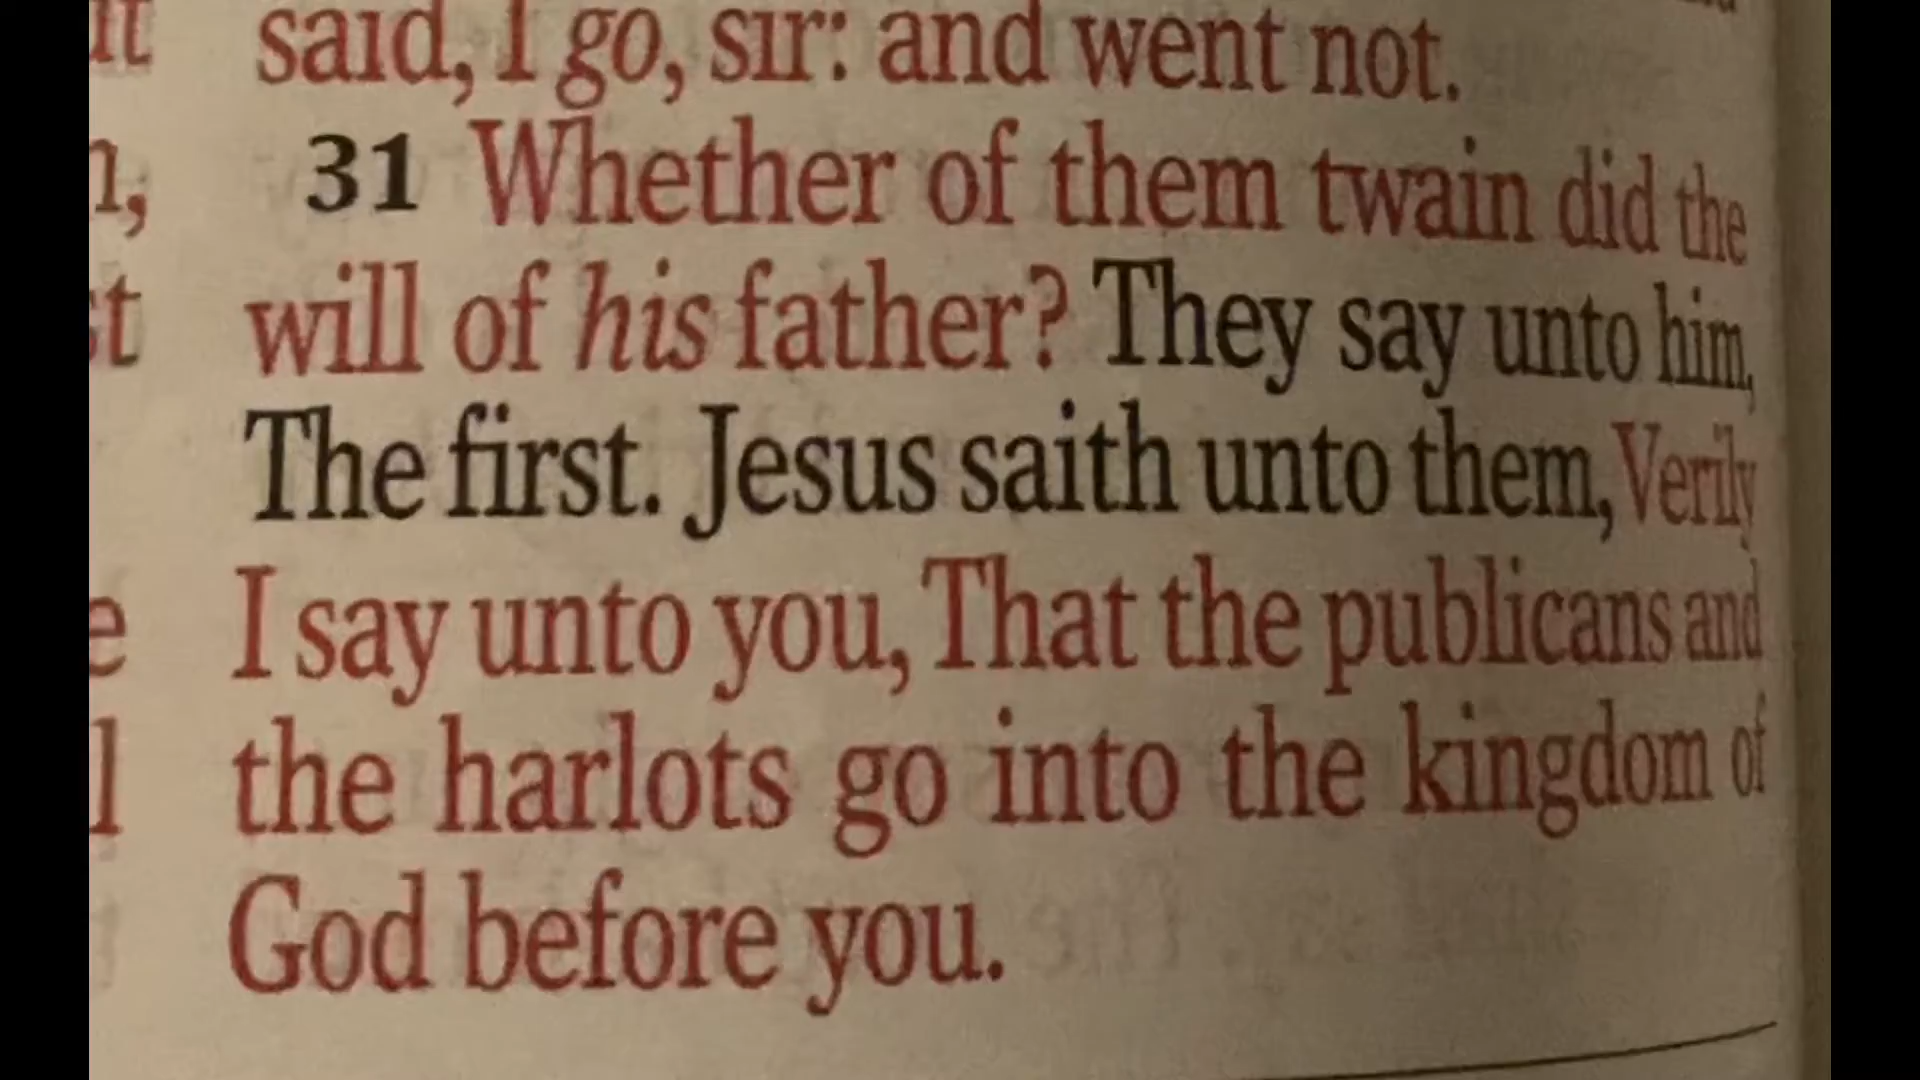 said, I go, sir: and went not.
31 Whether of them twain did the
will of his father? They say unto him,
The first. Jesus saith unto them, Verily
I say unto you, That the publicans and
the harlots go into the kingdom of
God before you.